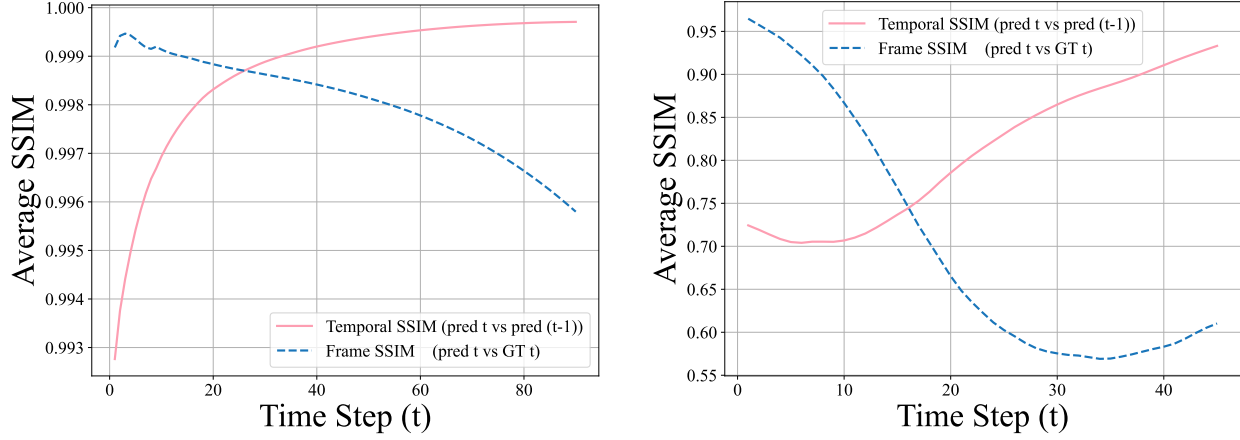 Average SSIM
1.000
0.999
0.998
0.997
0.996
0.995
0.994
0.993
Temporal SSIM (pred t vs pred (t-1))
Frame SSIM (pred t vs GT t)
0 20 40 60 80
Time Step (t)
Average SSIM
0.95
0.90
0.85
0.80
0.75
0.70
0.65
0.60
0.55
Temporal SSIM (pred t vs pred (t-1))
Frame SSIM (pred t vs GT t)
0 10 20 30 40
Time Step (t)